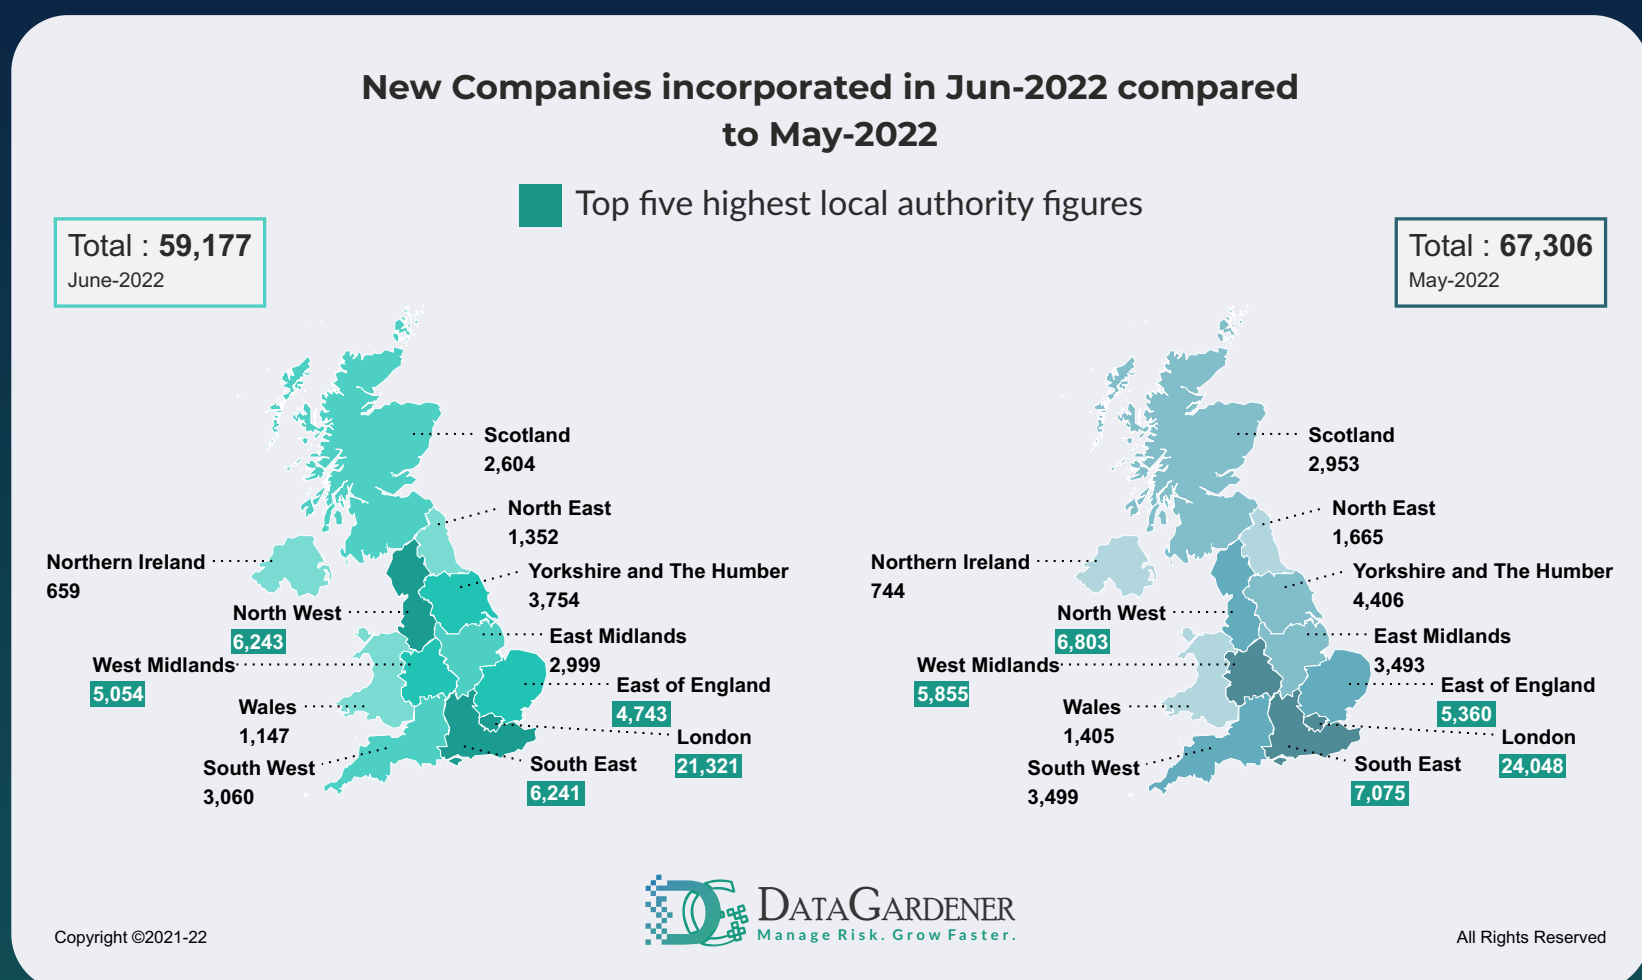 New Companies incorporated in Jun-2022 compared
to May-2022
Top five highest local authority figures
Total : 59,177
June-2022
Total : 67,306
May-2022
Scotland
2,604
North East
1,352
Northern Ireland
659
Yorkshire and The Humber
3,754
North West
6,243
East Midlands
2,999
West Midlands
5,054
East of England
4,743
Wales
1,147
London
21,321
South West
3,060
South East
6,241
Scotland
2,953
North East
1,665
Northern Ireland
744
Yorkshire and The Humber
4,406
North West
6,803
East Midlands
3,493
West Midlands
5,855
East of England
5,360
Wales
1,405
London
24,048
South West
3,499
South East
7,075
DATAGARDENER
Manage Risk. Grow Faster.
Copyright ©2021-22
All Rights Reserved